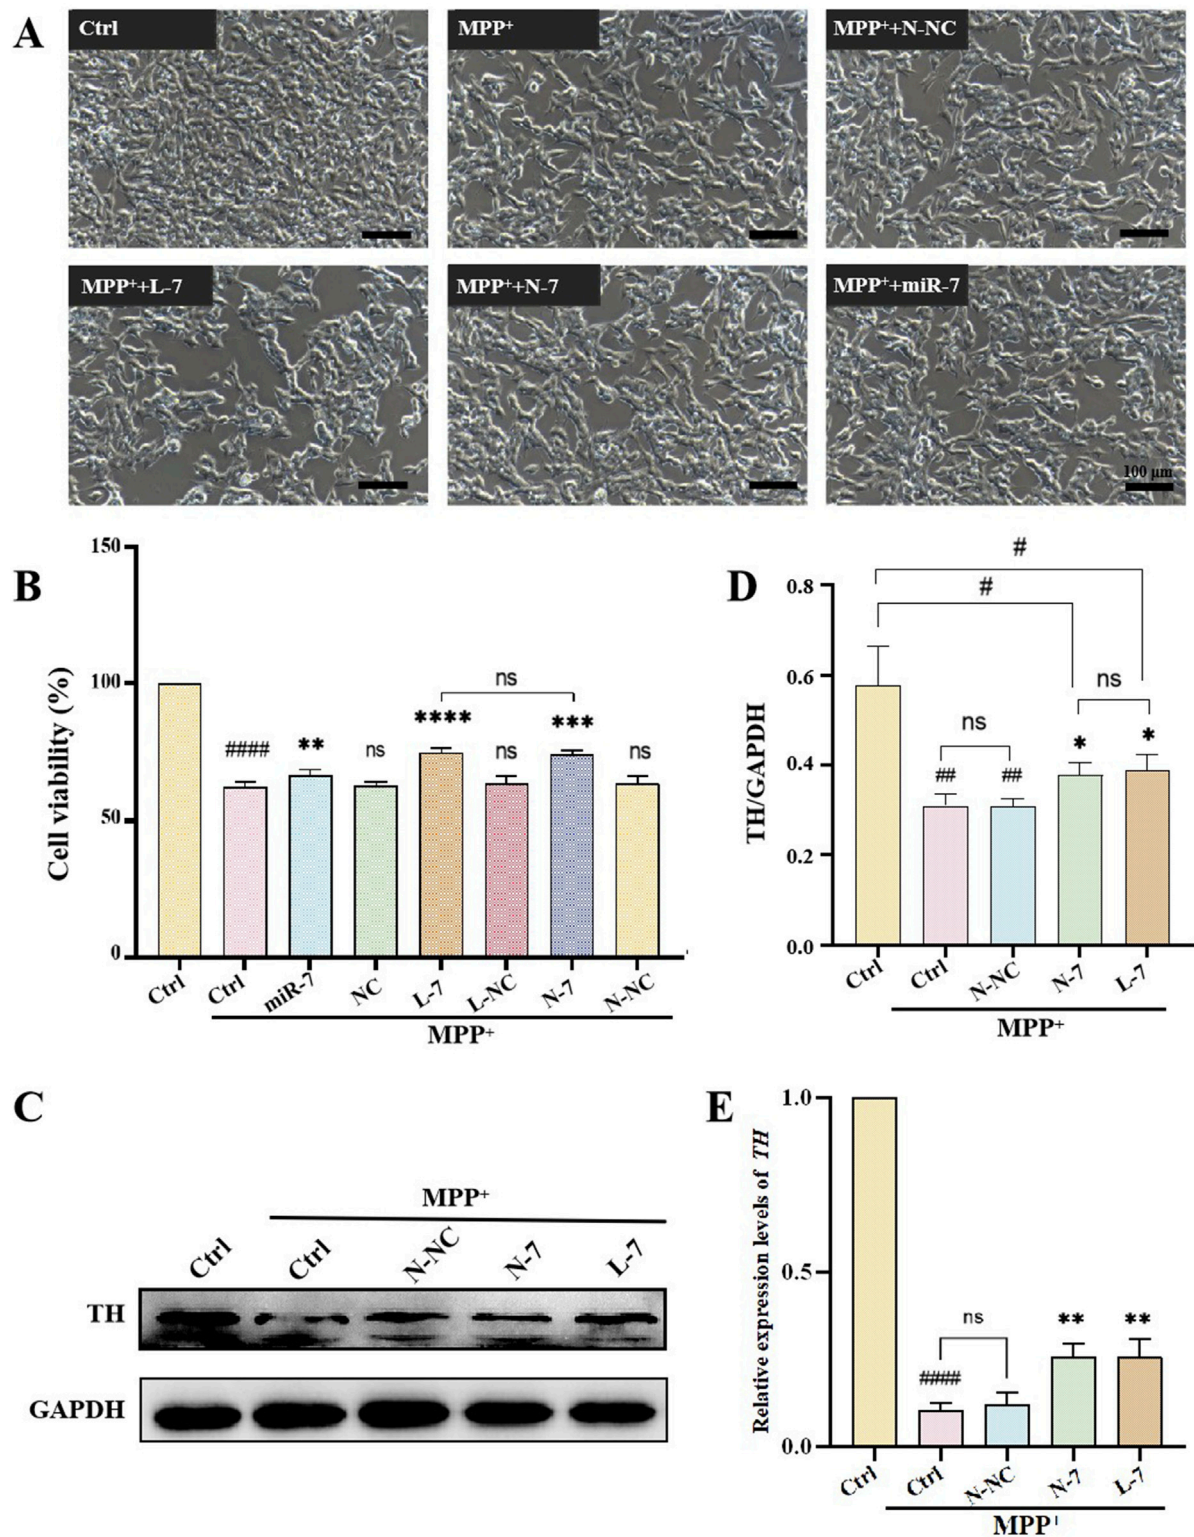 A
Ctrl
MPP⁺
MPP⁺+N-NC
MPP⁺+L-7
MPP⁺+N-7
MPP⁺+miR-7
100 μm
B
Cell viability (%)
150
100
50
0
####
**
ns
****
ns
ns
***
ns
Ctrl
Ctrl
miR-7
NC
L-7
L-NC
N-7
N-NC
MPP⁺
D
TH/GAPDH
0.8
0.6
0.4
0.2
0.0
#
#
ns
ns
##
##
*
*
Ctrl
Ctrl
N-NC
N-7
L-7
MPP⁺
C
MPP⁺
Ctrl
Ctrl
N-NC
N-7
L-7
TH
GAPDH
E
Relative expression levels of TH
1.0
0.5
0.0
####
ns
**
**
Ctrl
Ctrl
N-NC
N-7
L-7
MPP⁺